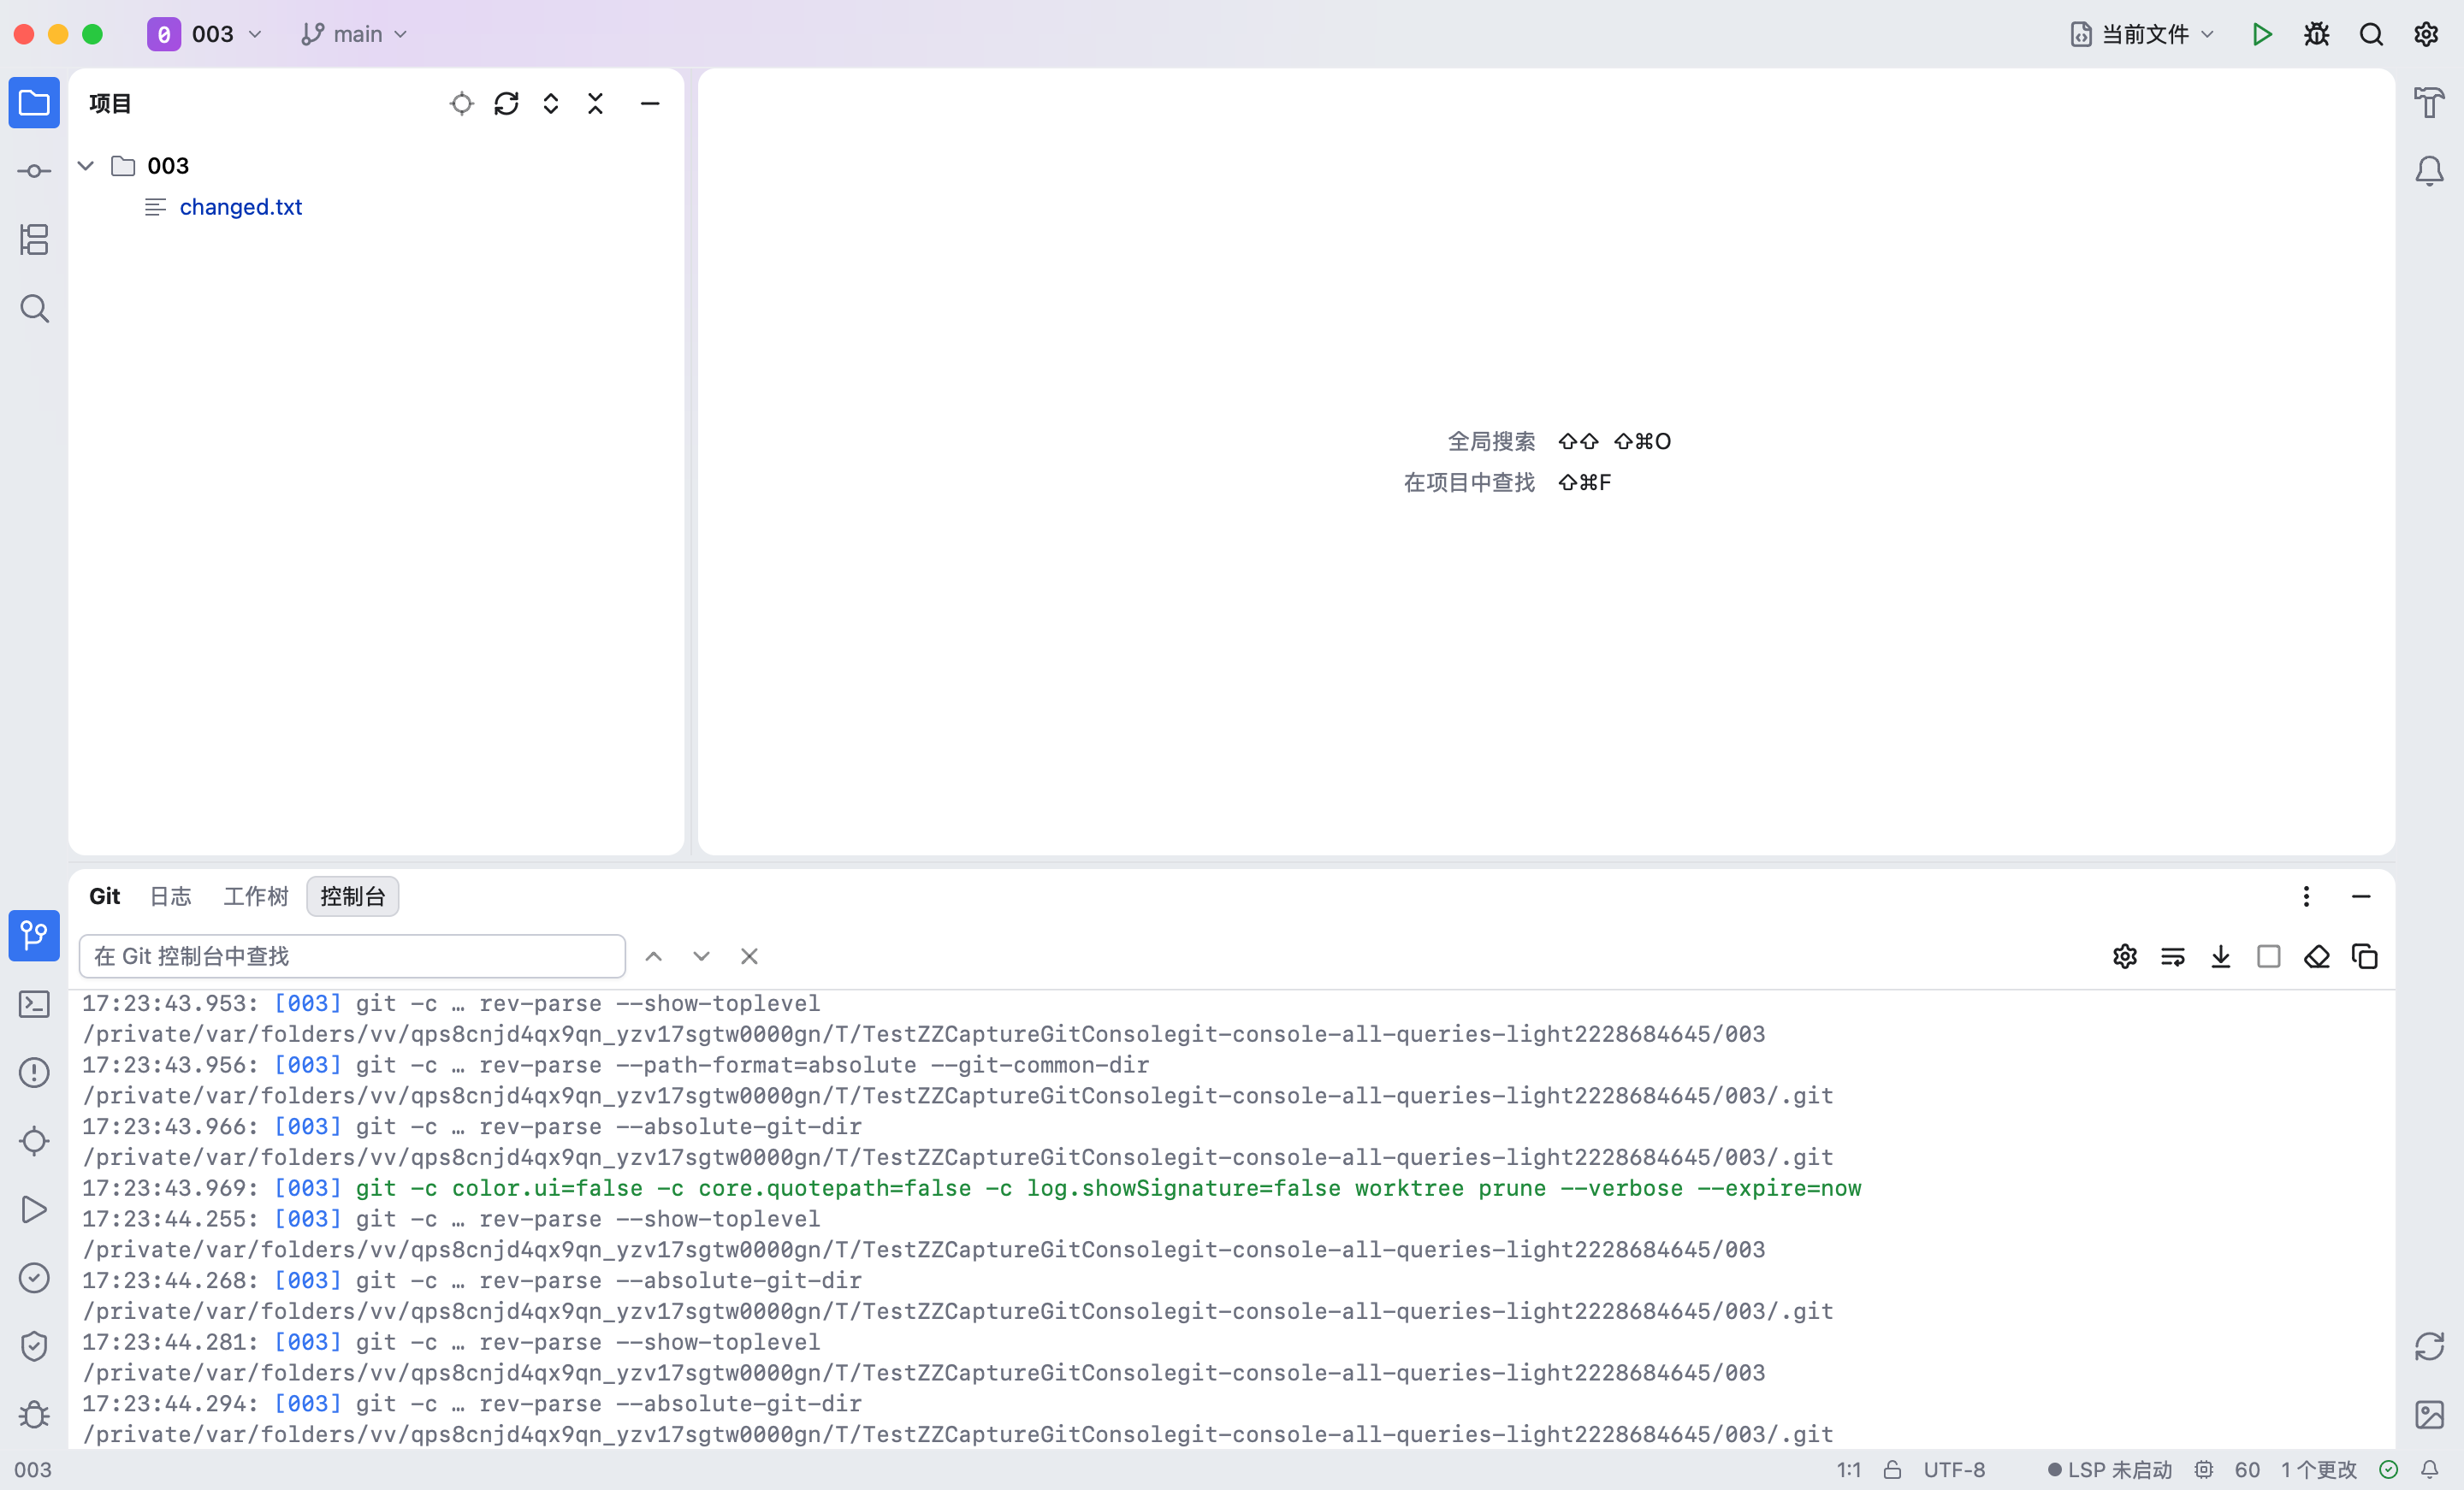 0 003 main 当前文件
项目
003
changed.txt
全局搜索 ⇧⇧ ⇧⌘O
在项目中查找 ⇧⌘F
Git 日志 工作树 控制台
在 Git 控制台中查找
17:23:43.953: [003] git -c … rev-parse --show-toplevel
/private/var/folders/vv/qps8cnjd4qx9qn_yzv17sgtw0000gn/T/TestZZCaptureGitConsolegit-console-all-queries-light2228684645/003
17:23:43.956: [003] git -c … rev-parse --path-format=absolute --git-common-dir
/private/var/folders/vv/qps8cnjd4qx9qn_yzv17sgtw0000gn/T/TestZZCaptureGitConsolegit-console-all-queries-light2228684645/003/.git
17:23:43.966: [003] git -c … rev-parse --absolute-git-dir
/private/var/folders/vv/qps8cnjd4qx9qn_yzv17sgtw0000gn/T/TestZZCaptureGitConsolegit-console-all-queries-light2228684645/003/.git
17:23:43.969: [003] git -c color.ui=false -c core.quotepath=false -c log.showSignature=false worktree prune --verbose --expire=now
17:23:44.255: [003] git -c … rev-parse --show-toplevel
/private/var/folders/vv/qps8cnjd4qx9qn_yzv17sgtw0000gn/T/TestZZCaptureGitConsolegit-console-all-queries-light2228684645/003
17:23:44.268: [003] git -c … rev-parse --absolute-git-dir
/private/var/folders/vv/qps8cnjd4qx9qn_yzv17sgtw0000gn/T/TestZZCaptureGitConsolegit-console-all-queries-light2228684645/003/.git
17:23:44.281: [003] git -c … rev-parse --show-toplevel
/private/var/folders/vv/qps8cnjd4qx9qn_yzv17sgtw0000gn/T/TestZZCaptureGitConsolegit-console-all-queries-light2228684645/003
17:23:44.294: [003] git -c … rev-parse --absolute-git-dir
/private/var/folders/vv/qps8cnjd4qx9qn_yzv17sgtw0000gn/T/TestZZCaptureGitConsolegit-console-all-queries-light2228684645/003/.git
003 1:1 UTF-8 LSP 未启动 60 1 个更改